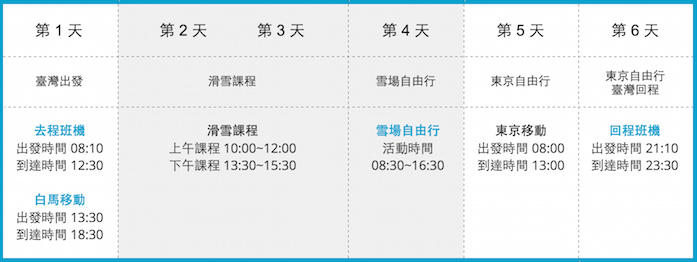 第 1 天
第 2 天
第 3 天
第 4 天
第 5 天
第 6 天
臺灣出發
滑雪課程
雪場自由行
東京自由行
東京自由行
臺灣回程
去程班機
出發時間 08:10
到達時間 12:30
白馬移動
出發時間 13:30
到達時間 18:30
滑雪課程
上午課程 10:00~12:00
下午課程 13:30~15:30
雪場自由行
活動時間
08:30~16:30
東京移動
出發時間 08:00
到達時間 13:00
回程班機
出發時間 21:10
到達時間 23:30